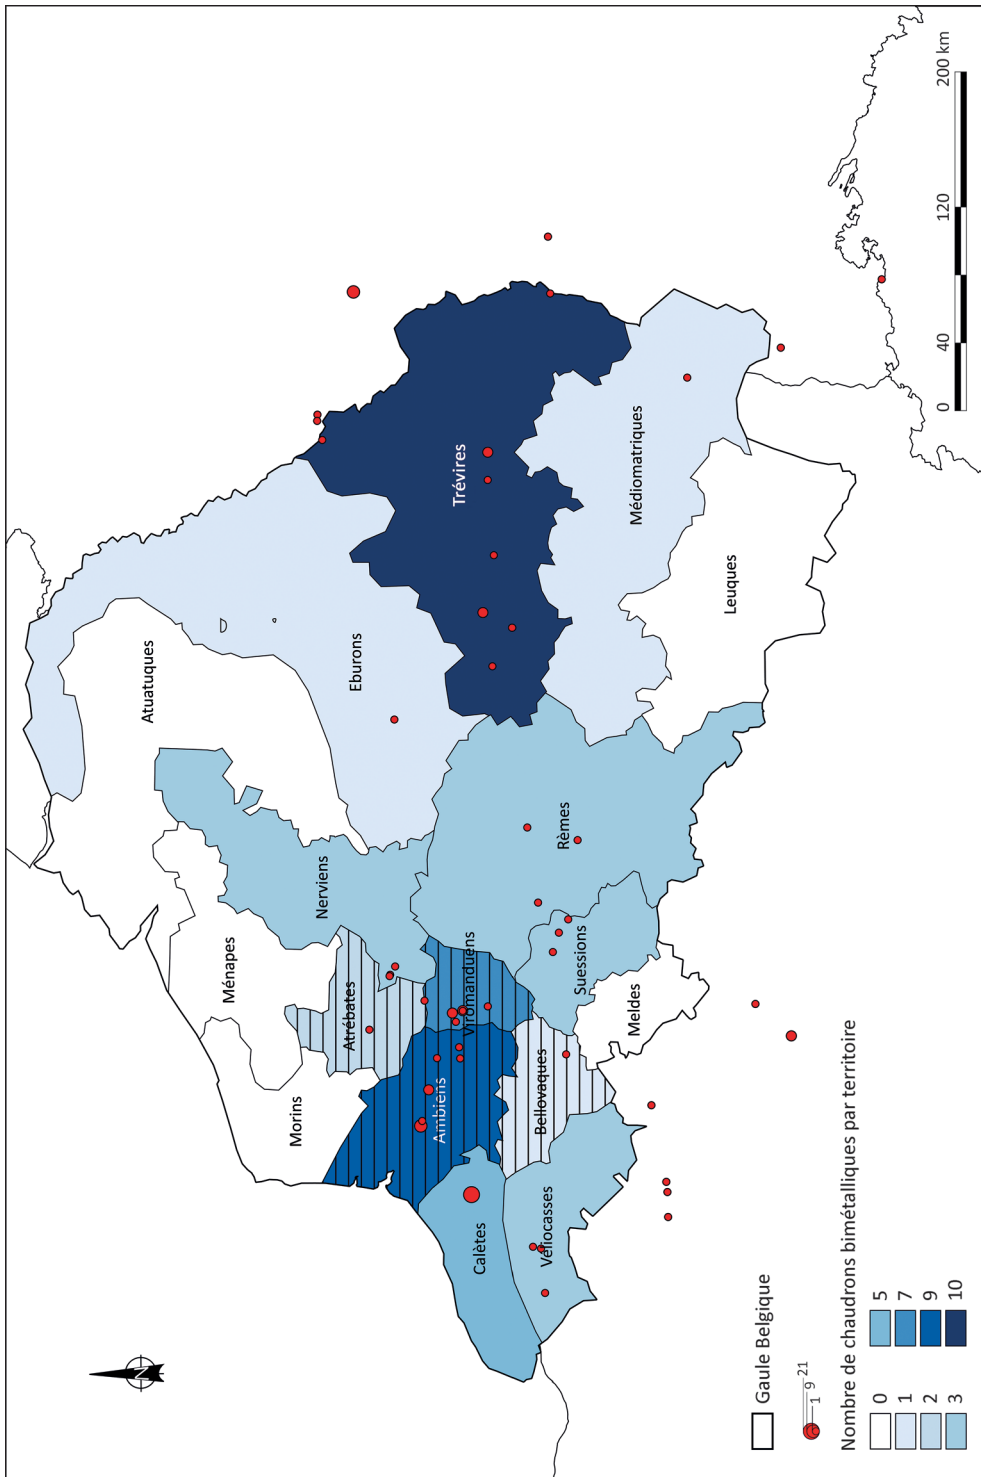 Atuatuques
Ménapes
Morins
Nerviens
Eburons
Atrébates
Trévires
Ambiens
Viromanduens
Calètes
Rèmes
Suessions
Bellovaques
Véliocasses
Meldes
Médiomatriques
Leuques
N
Gaule Belgique
1 9 21
Nombre de chaudrons bimétalliques par territoire
0 5
1 7
2 9
3 10
0 40 120 200 km